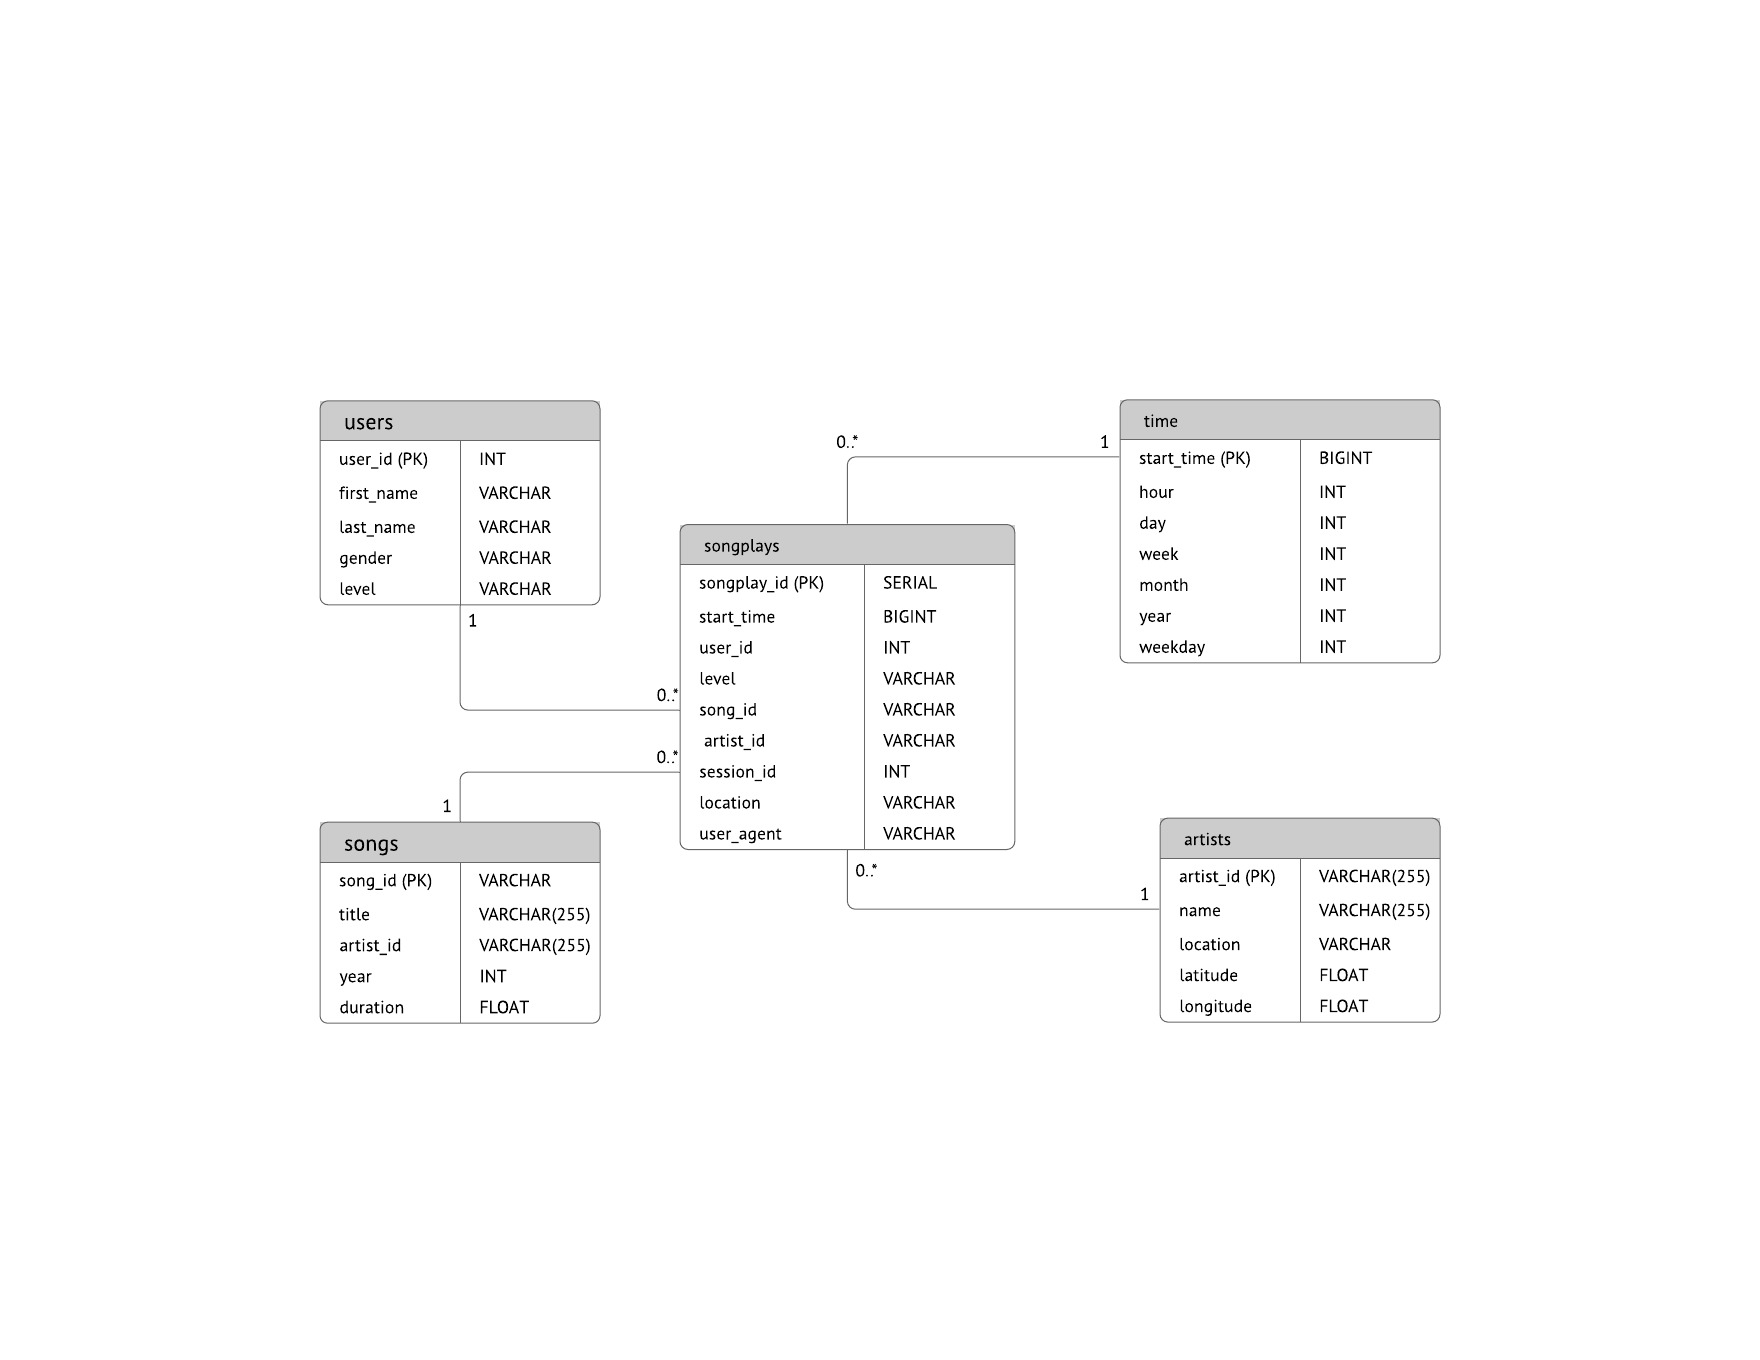 users
user_id (PK) INT
first_name VARCHAR
last_name VARCHAR
gender VARCHAR
level VARCHAR
1
0..*
time
start_time (PK) BIGINT
hour INT
day INT
week INT
month INT
year INT
weekday INT
0..*
1
songplays
songplay_id (PK) SERIAL
start_time BIGINT
user_id INT
level VARCHAR
song_id VARCHAR
artist_id VARCHAR
session_id INT
location VARCHAR
user_agent VARCHAR
0..*
1
songs
song_id (PK) VARCHAR
title VARCHAR(255)
artist_id VARCHAR(255)
year INT
duration FLOAT
0..*
1
artists
artist_id (PK) VARCHAR(255)
name VARCHAR(255)
location VARCHAR
latitude FLOAT
longitude FLOAT